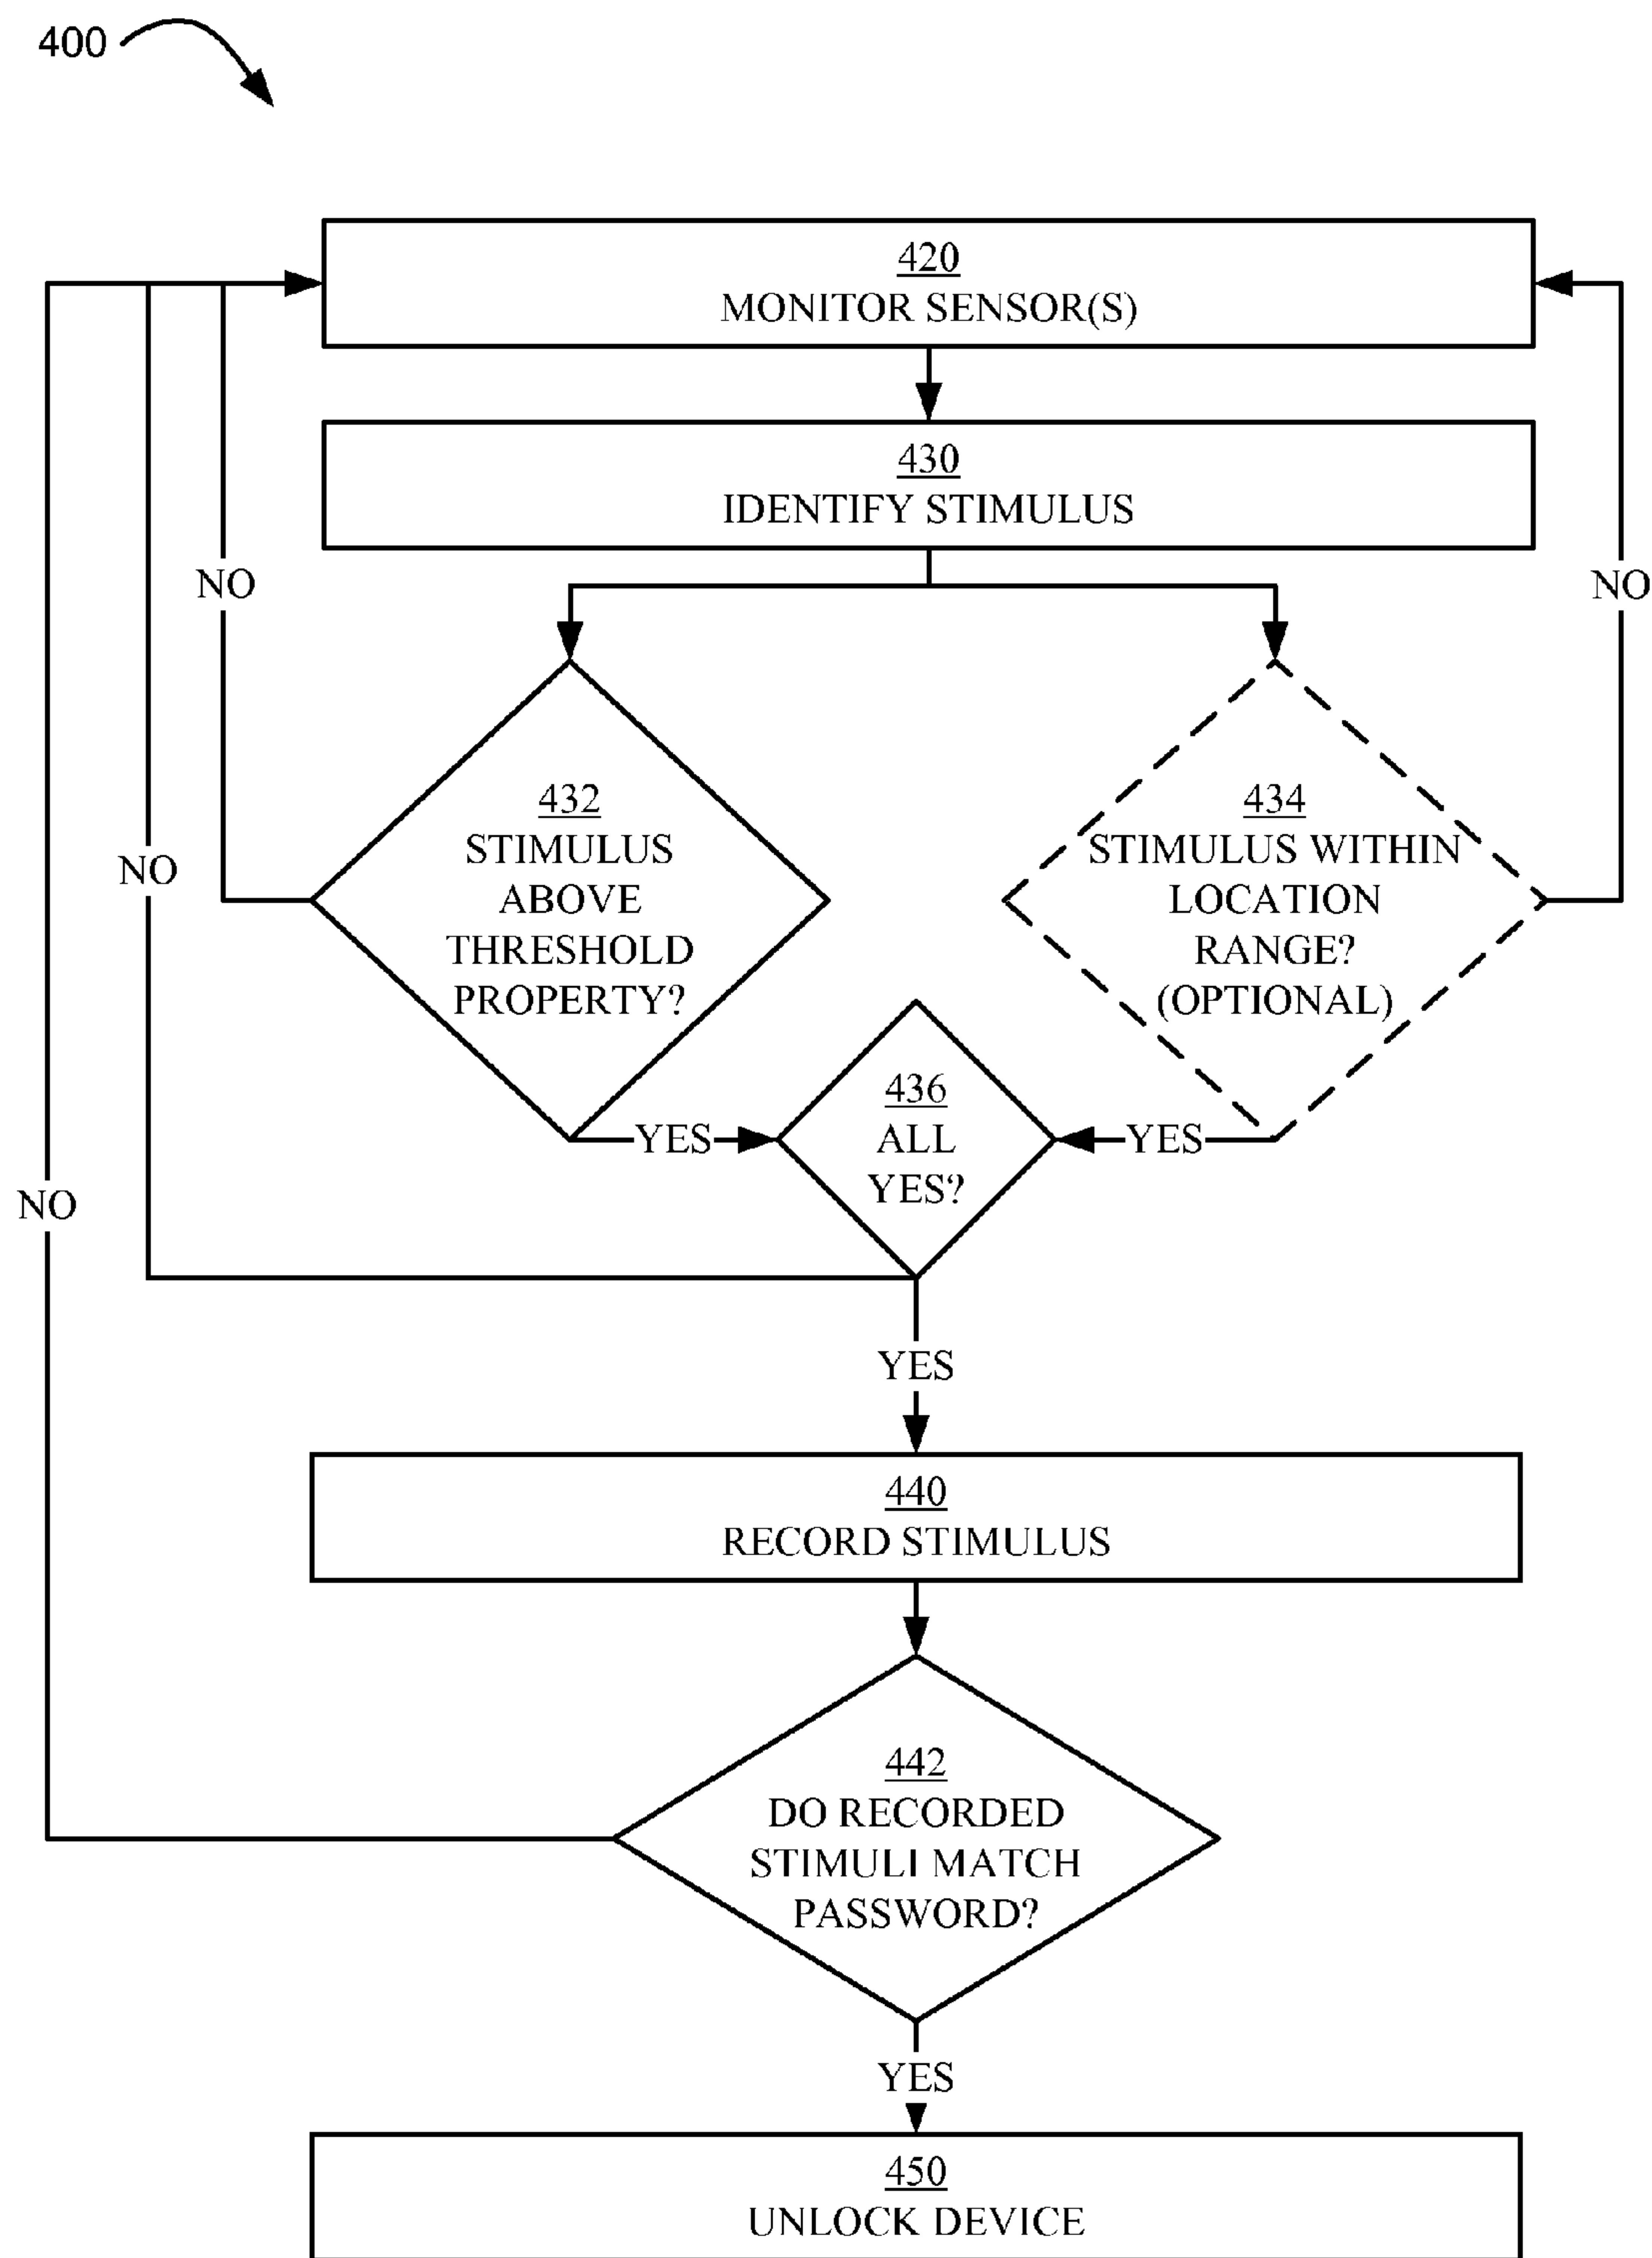 400
420
MONITOR SENSOR(S)
430
IDENTIFY STIMULUS
NO
NO
432
STIMULUS
ABOVE
THRESHOLD
PROPERTY?
434
STIMULUS WITHIN
LOCATION
RANGE?
(OPTIONAL)
NO
436
ALL
YES?
YES
YES
NO
YES
440
RECORD STIMULUS
442
DO RECORDED
STIMULI MATCH
PASSWORD?
YES
450
UNLOCK DEVICE